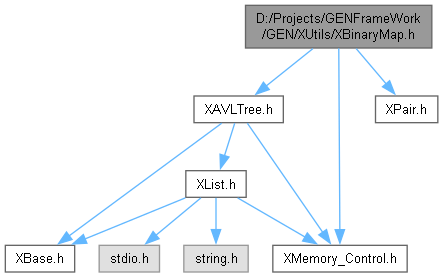 D:/Projects/GENFrameWork
/GEN/XUtils/XBinaryMap.h
XAVLTree.h
XPair.h
XList.h
XBase.h
stdio.h
string.h
XMemory_Control.h